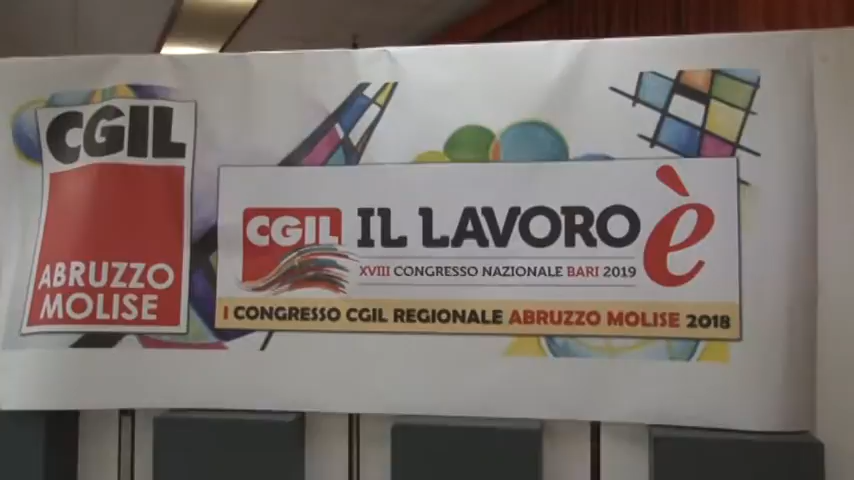 CGIL
ABRUZZO
MOLISE
CGIL IL LAVORO è
XVIII CONGRESSO NAZIONALE BARI 2019
I CONGRESSO CGIL REGIONALE ABRUZZO MOLISE 2018